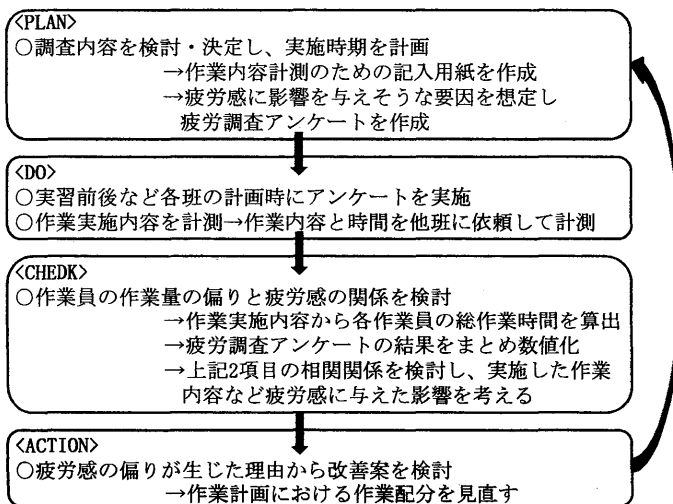 <PLAN>
○調査内容を検討・決定し、実施時期を計画
→作業内容計測のための記入用紙を作成
→疲労感に影響を与えそうな要因を想定し
疲労調査アンケートを作成
<DO>
○実習前後など各班の計画時にアンケートを実施
○作業実施内容を計測→作業内容と時間を他班に依頼して計測
<CHEDK>
○作業員の作業量の偏りと疲労感の関係を検討
→作業実施内容から各作業員の総作業時間を算出
→疲労調査アンケートの結果をまとめ数値化
→上記2項目の相関関係を検討し、実施した作業
内容など疲労感に与えた影響を考える
<ACTION>
○疲労感の偏りが生じた理由から改善案を検討
→作業計画における作業配分を見直す